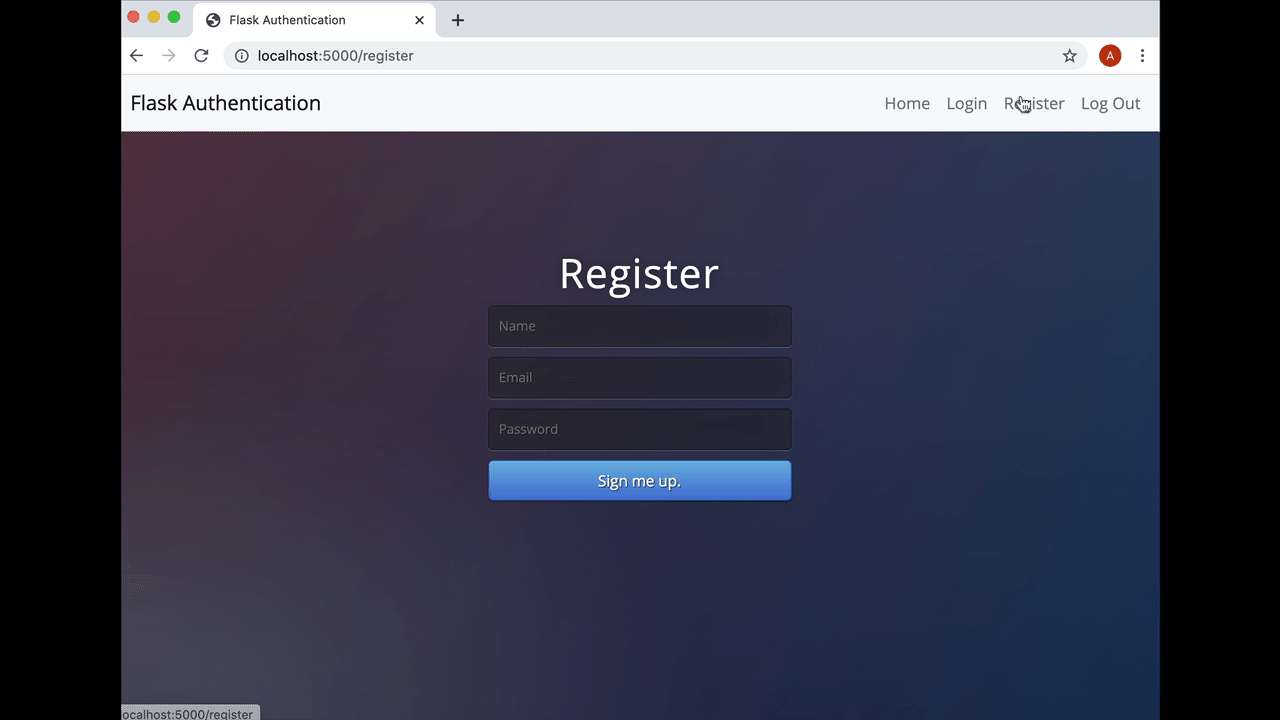 Flask Authentication
localhost:5000/register
A
Flask Authentication
Home Login Register Log Out
Register
Name
Email
Password
Sign me up.
ocalhost:5000/register